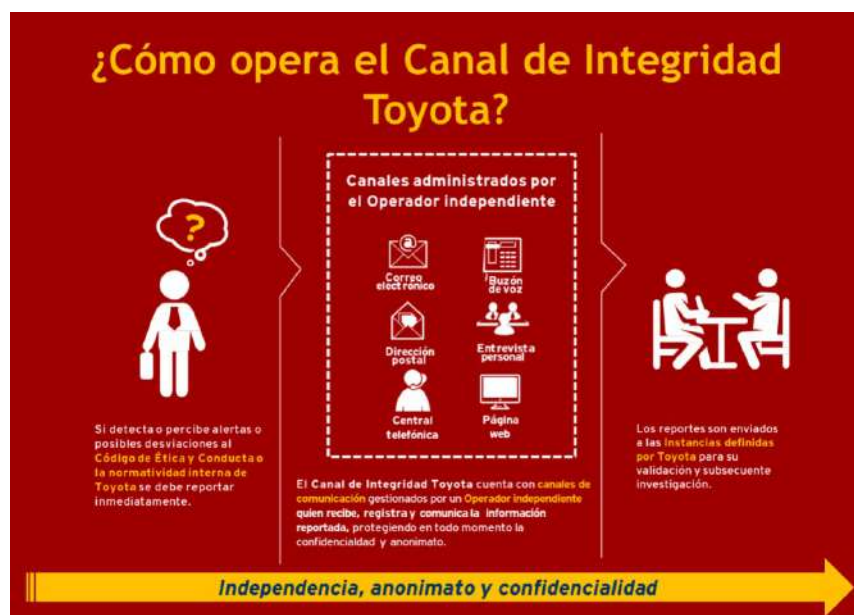 ¿Cómo opera el Canal de Integridad
Toyota?
?
Si detecta o percibe alertas o
posibles desviaciones al
Código de Ética y Conducta o
la normatividad interna de
Toyota se debe reportar
inmediatamente.
Canales administrados por
el Operador independiente
@
Correo
electrónico
Buzón
de voz
Dirección
postal
Entrevista
personal
Central
telefónica
Página
web
El Canal de Integridad Toyota cuenta con canales de
comunicación gestionados por un Operador independiente
quien recibe, registra y comunica la información
reportada, protegiendo en todo momento la
confidencialdad y anonimato.
Los reportes son enviados
a las Instancias definidas
por Toyota para su
validación y subsecuente
investigación.
Independencia, anonimato y confidencialidad